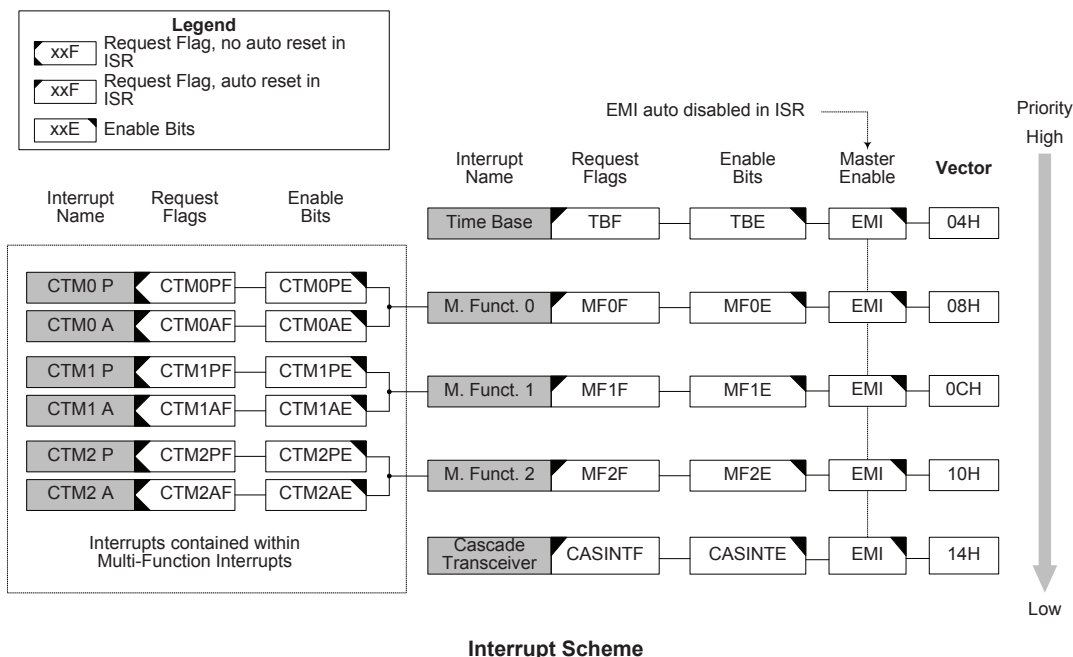 Legend
xxF Request Flag, no auto reset in
ISR
xxF Request Flag, auto reset in
ISR
xxE Enable Bits
EMI auto disabled in ISR
Priority
High
Interrupt
Name
Request
Flags
Enable
Bits
Master
Enable
Vector
Interrupt
Name
Request
Flags
Enable
Bits
Time Base TBF TBE EMI 04H
CTM0 P CTM0PF CTM0PE
CTM0 A CTM0AF CTM0AE
M. Funct. 0 MF0F MF0E EMI 08H
CTM1 P CTM1PF CTM1PE
CTM1 A CTM1AF CTM1AE
M. Funct. 1 MF1F MF1E EMI 0CH
CTM2 P CTM2PF CTM2PE
CTM2 A CTM2AF CTM2AE
M. Funct. 2 MF2F MF2E EMI 10H
Interrupts contained within
Multi-Function Interrupts
Cascade
Transceiver
CASINTF CASINTE EMI 14H
Low
Interrupt Scheme